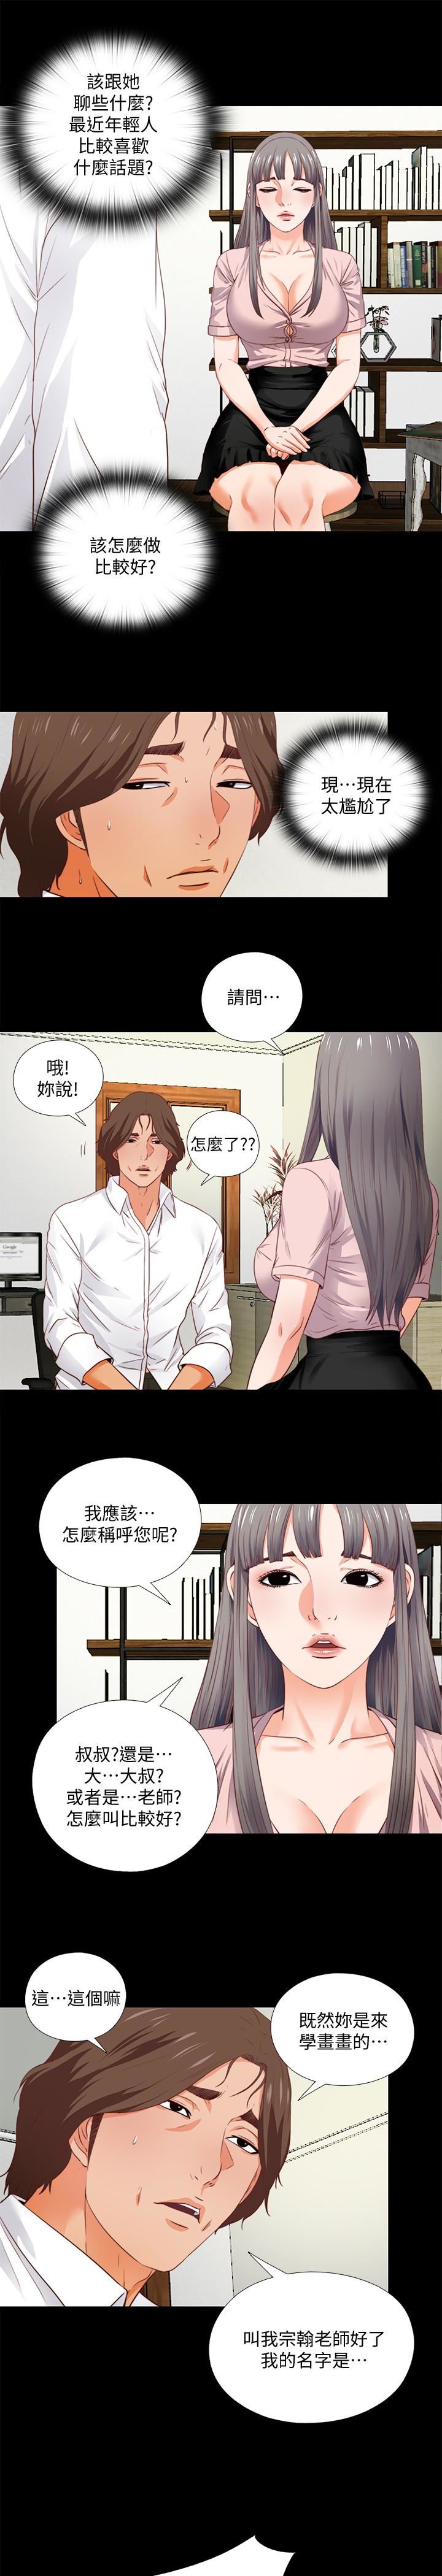 該跟她
聊些什麼?
最近年輕人
比較喜歡
什麼話題?
該怎麼做
比較好?
現⋯現在
太尷尬了
請問⋯
哦!
妳說!
怎麼了??
Google
我應該⋯
怎麼稱呼您呢?
叔叔?還是⋯
大⋯大叔?
或者是⋯老師?
怎麼叫比較好?
這⋯這個嘛
既然妳是來
學畫畫的⋯
叫我宗翰老師好了
我的名字是⋯